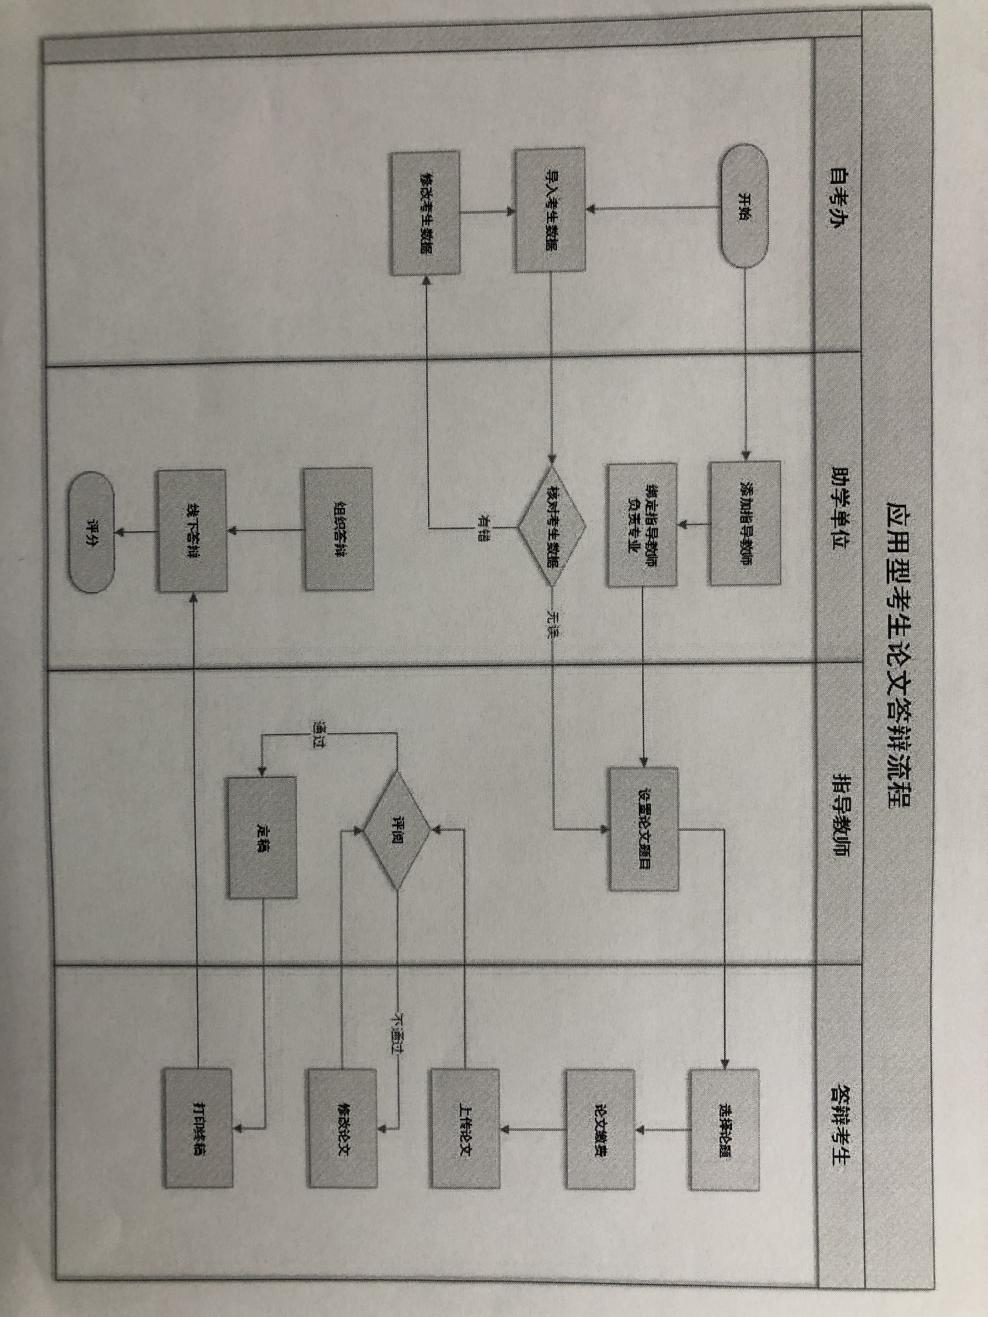 应用型考生论文答辩流程
自考办
助学单位
指导教师
答辩考生
开始
添加指导教师
选择论题
绑定指导教师
负责专业
设置论文题目
论文缴费
导入考生数据
核对考生数据
无误
有错
上传论文
修改考生数据
评阅
不通过
修改论文
组织答辩
通过
定稿
线下答辩
打印终稿
评分